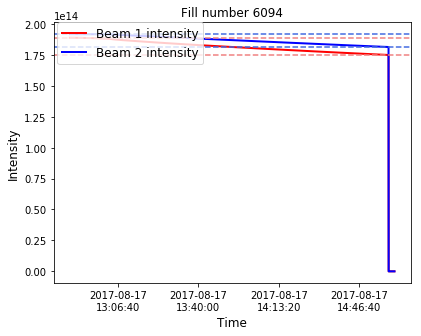 Fill number 6094
1e14
2.00
1.75
1.50
1.25
1.00
0.75
0.50
0.25
0.00
Intensity
Beam 1 intensity
Beam 2 intensity
2017-08-17
13:06:40
2017-08-17
13:40:00
2017-08-17
14:13:20
2017-08-17
14:46:40
Time